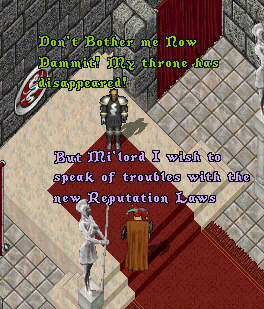 Don't Bother me Now
Dammit! My throne has
disappeared!
But Mi'lord I wish to
speak of troubles with the
new Reputation Laws